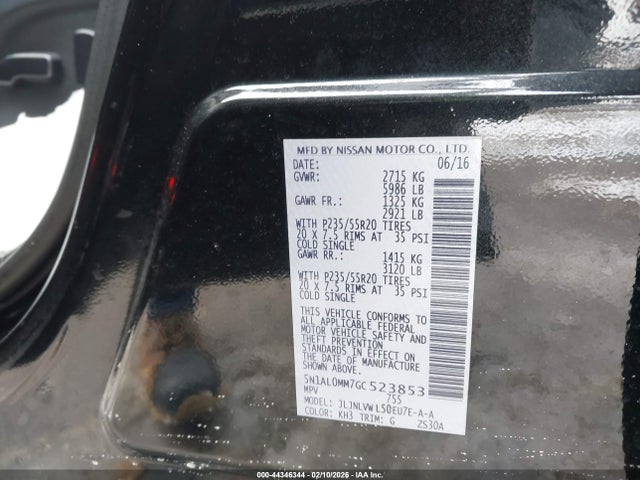 MFD BY NISSAN MOTOR CO., LTD.
DATE: 06/16
GVWR: 2715 KG
5986 LB
GAWR FR.: 1325 KG
2921 LB
WITH P235/55R20 TIRES
20 X 7.5 RIMS AT 35 PSI
COLD SINGLE
GAWR RR.: 1415 KG
3120 LB
WITH P235/55R20 TIRES
20 X 7.5 RIMS AT 35 PSI
COLD SINGLE
THIS VEHICLE CONFORMS TO
ALL APPLICABLE FEDERAL
MOTOR VEHICLE SAFETY AND
THEFT PREVENTION
STANDARDS IN EFFECT ON
THE DATE OF MANUFACTURE
SHOWN ABOVE.
5N1AL0MM7GC523853
MPV 755
MODEL: JLJNLVWL50EU7E-A-A
COLOR: KH3 TRIM: G ZS30A
000-44346344 - 02/10/2026 - COPYRIGHT IAA, LLC.